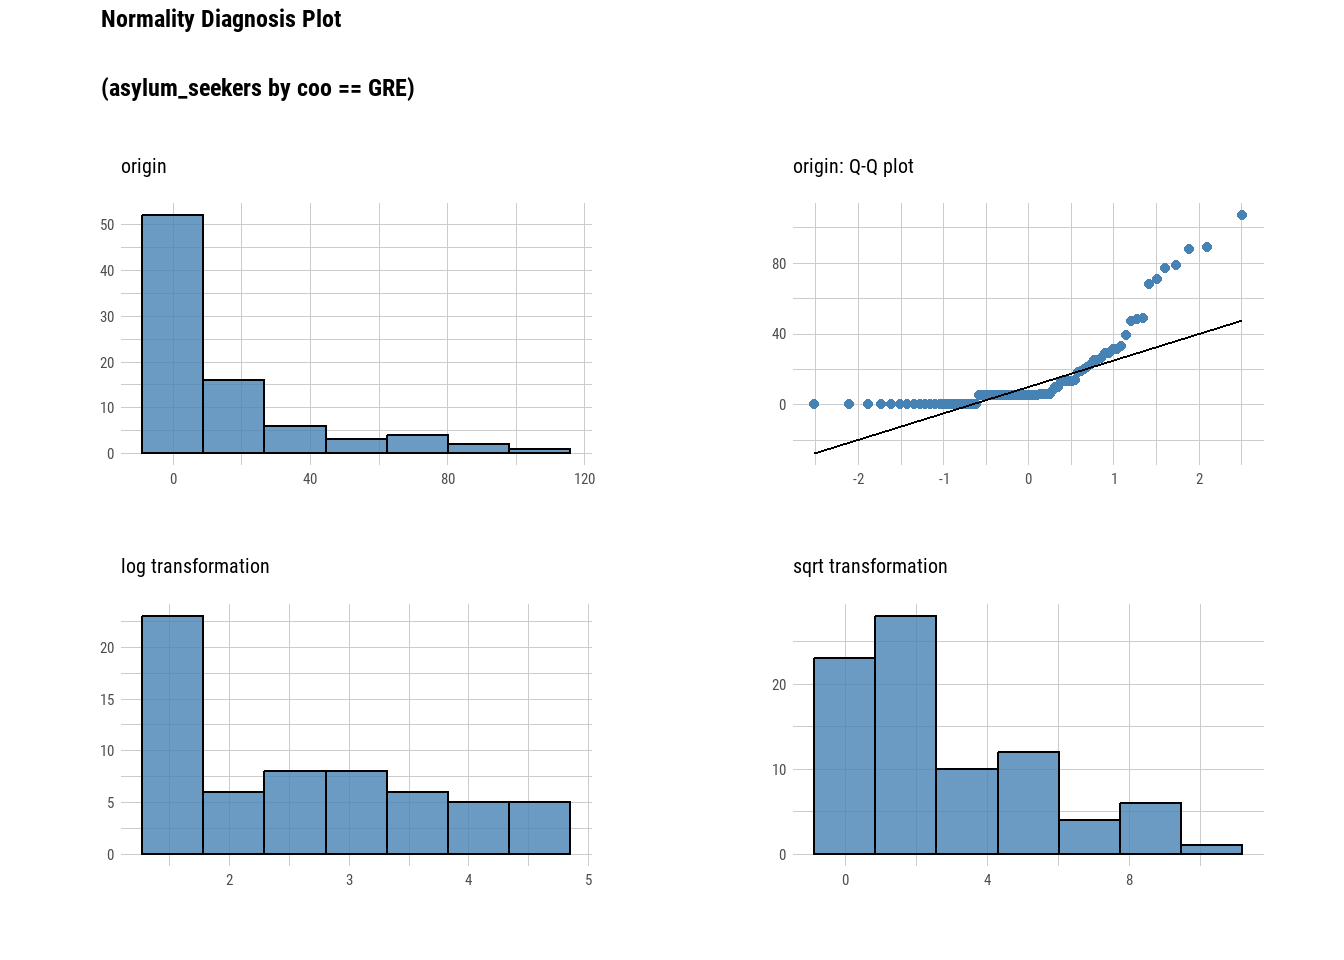 Normality Diagnosis Plot
(asylum_seekers by coo == GRE)
origin
50
40
30
20
10
0
0 40 80 120
origin: Q-Q plot
80
40
0
-2 -1 0 1 2
log transformation
20
15
10
5
0
2 3 4 5
sqrt transformation
20
10
0
0 4 8